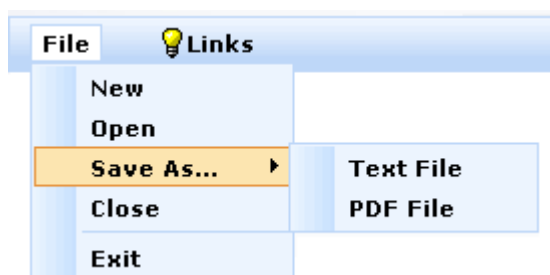 File Links
New
Open
Save As... Text File
Close PDF File
Exit